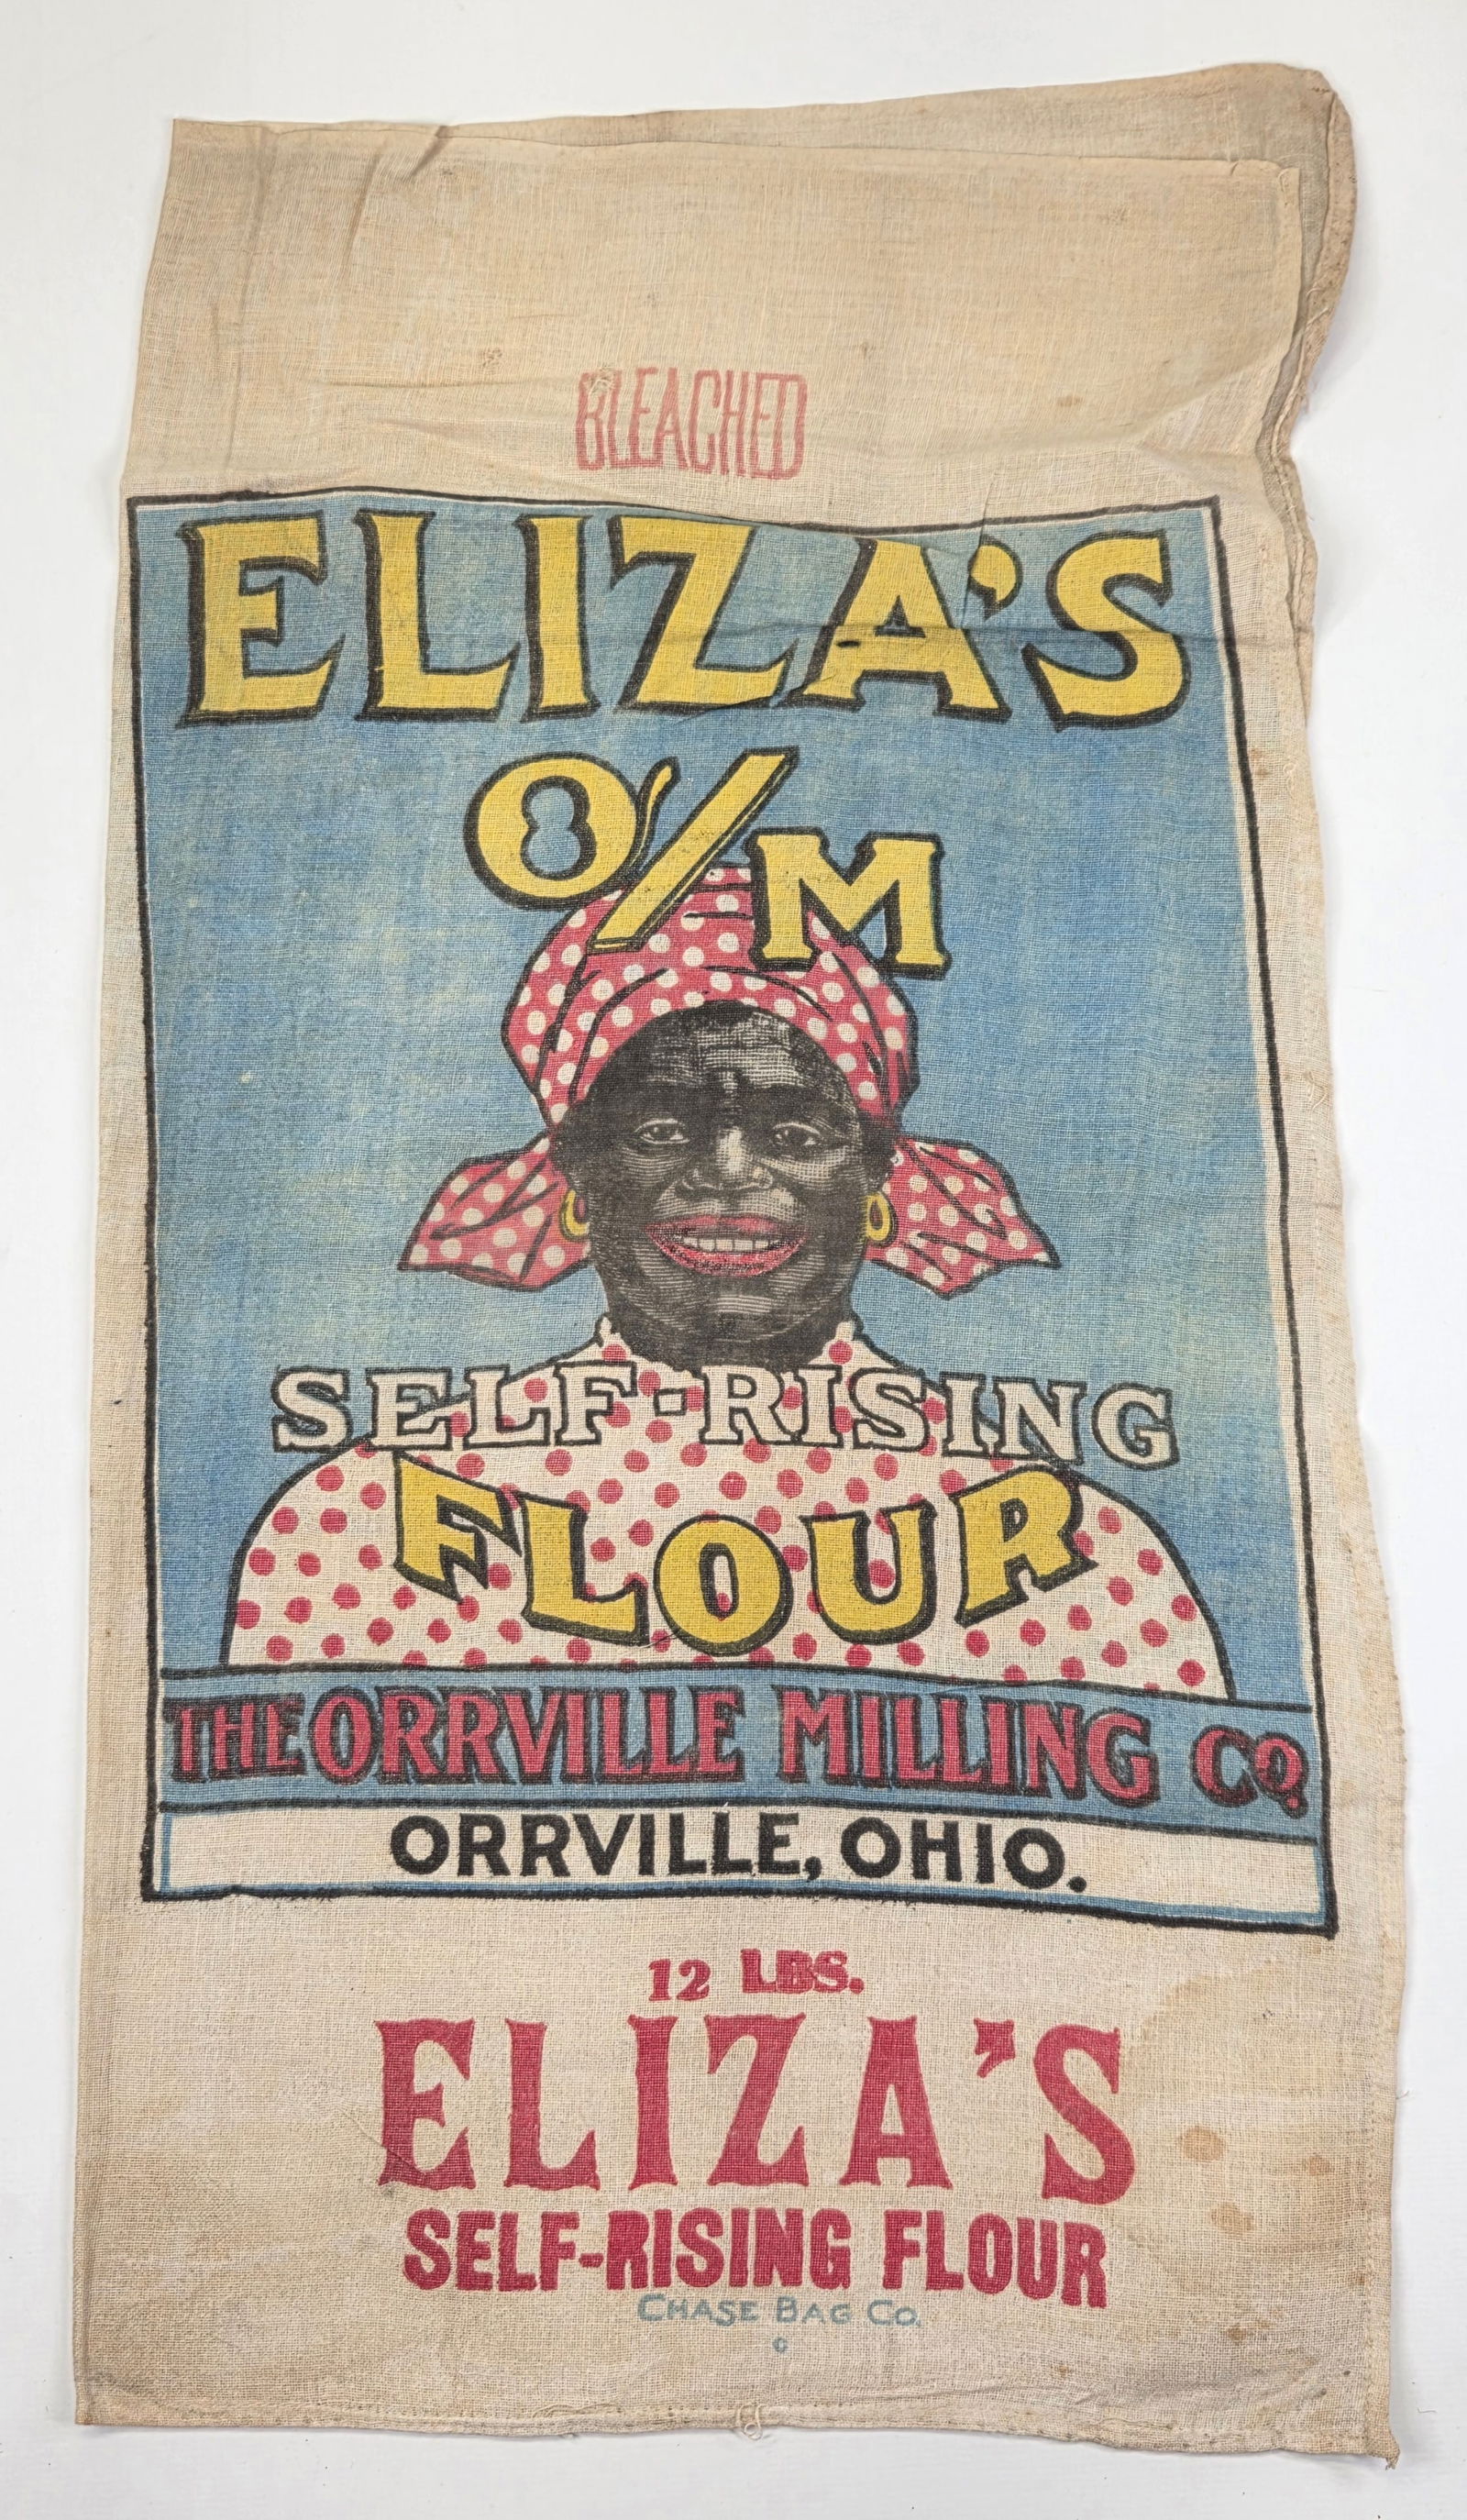 BLEACHED
ELIZA'S
O/M
SELF-RISING
FLOUR
THE ORRVILLE MILLING CO.
ORRVILLE, OHIO.
12 LBS.
ELIZA'S
SELF-RISING FLOUR
CHASE BAG CO.
C